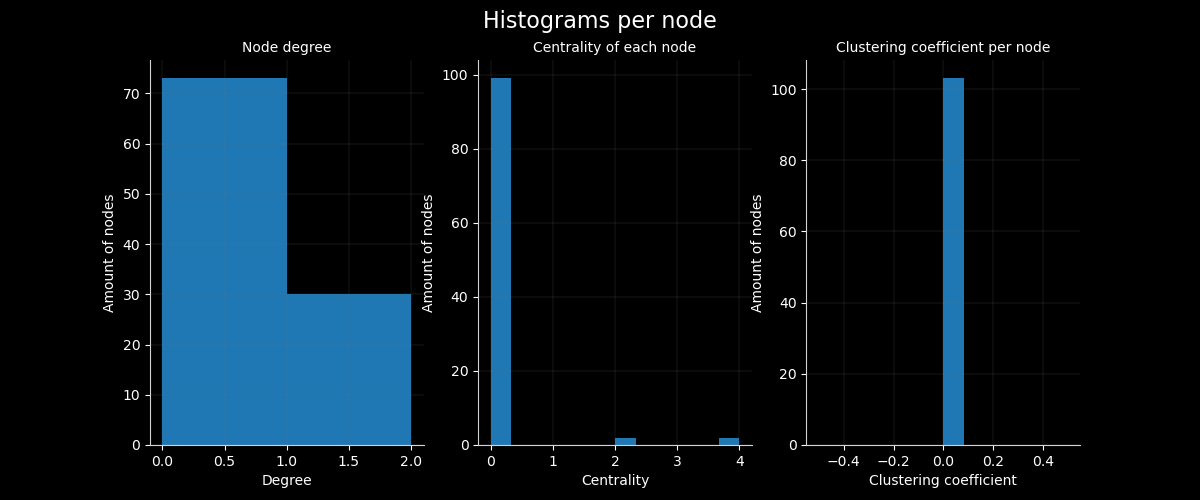 Histograms per node
Node degree
70
60
50
40
30
20
10
0
0.0 0.5 1.0 1.5 2.0
Amount of nodes
Degree
Centrality of each node
100
80
60
40
20
0
0 1 2 3 4
Amount of nodes
Centrality
Clustering coefficient per node
100
80
60
40
20
0
−0.4 −0.2 0.0 0.2 0.4
Amount of nodes
Clustering coefficient